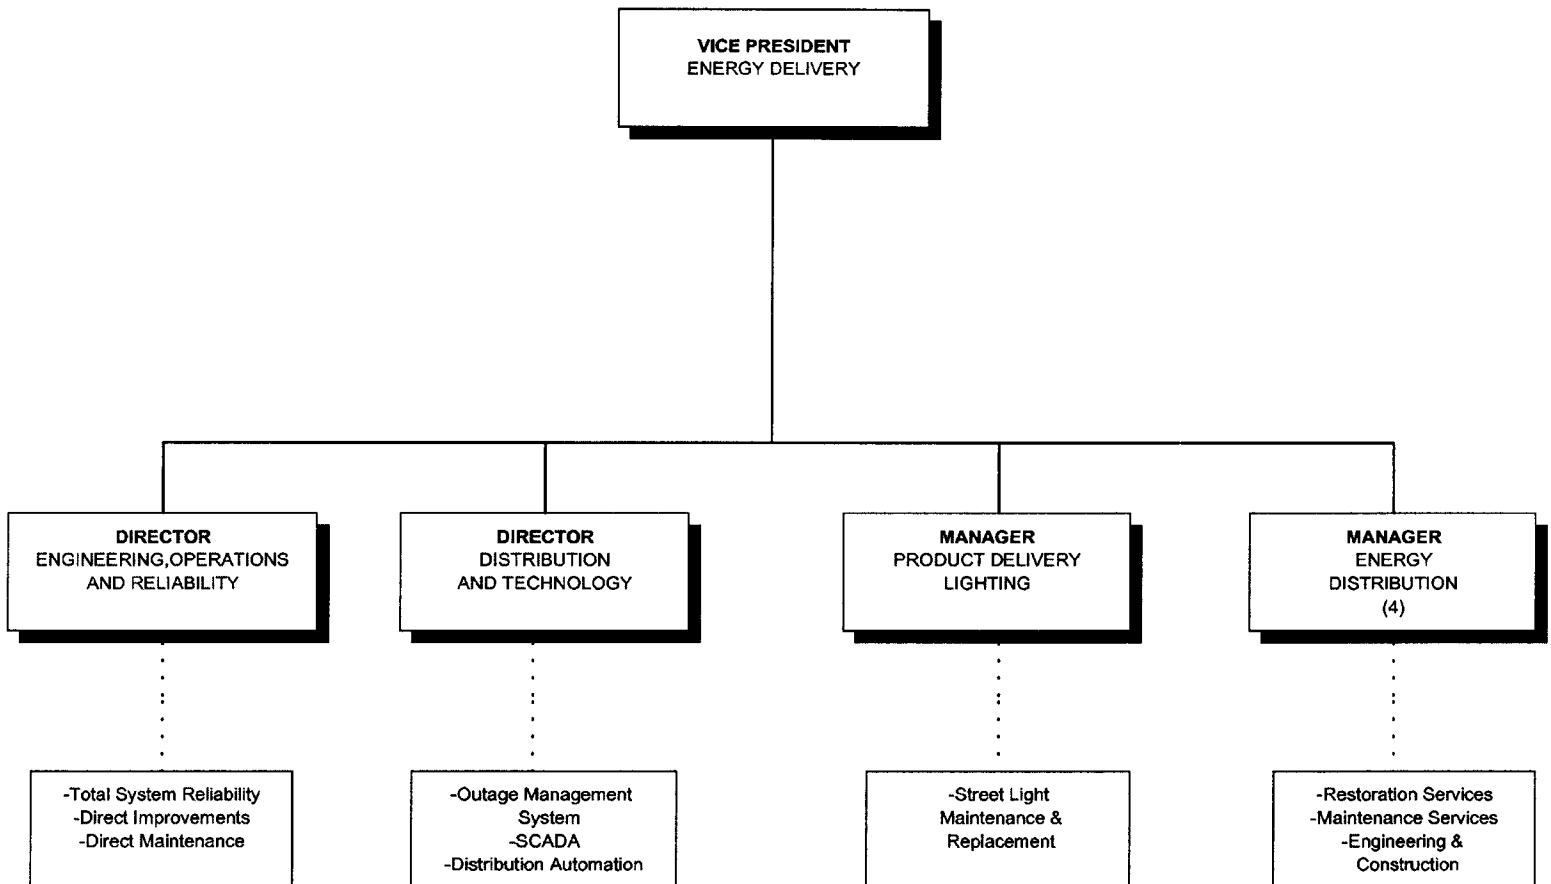 VICE PRESIDENT
ENERGY DELIVERY
DIRECTOR
ENGINEERING,OPERATIONS
AND RELIABILITY
DIRECTOR
DISTRIBUTION
AND TECHNOLOGY
MANAGER
PRODUCT DELIVERY
LIGHTING
MANAGER
ENERGY
DISTRIBUTION
(4)
-Total System Reliability
-Direct Improvements
-Direct Maintenance
-Outage Management
System
-SCADA
-Distribution Automation
-Street Light
Maintenance &
Replacement
-Restoration Services
-Maintenance Services
-Engineering &
Construction